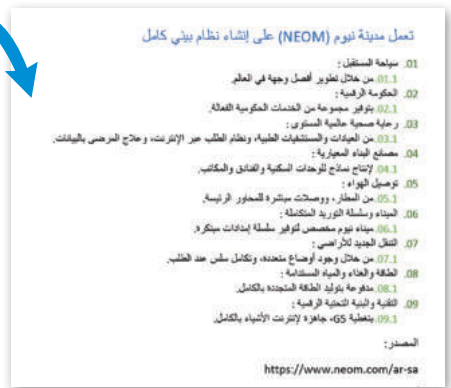 تعمل مدينة نيوم (NEOM) على إنشاء نظام بيئي كامل
01. سياحة المستقبل:
01.1. من خلال تطوير أفضل وجهة في العالم.
02. الحكومة الرقمية:
02.1. بتوفير مجموعة من الخدمات الحكومية الفعالة.
03. رعاية صحية عالمية المستوى:
03.1. من العيادات والمستشفيات الطبية، ونظام الطلب عبر الإنترنت، وعلاج المرضى بالبيانات.
04. مصانع البناء المعيارية:
04.1. لإنتاج نماذج للوحدات السكنية والفنادق والمكاتب.
05. توصيل الهواء:
05.1. من المطار، ووصلات مباشرة للمحاور الرئيسة.
06. الميناء وسلسلة التوريد المتكاملة:
06.1. ميناء نيوم مخصص لتوفير سلسلة إمدادات مبتكرة.
07. التنقل الجديد للأراضي:
07.1. من خلال وجود أوضاع متعددة، وتكامل سلس عند الطلب.
08. الطاقة والغذاء والمياه المستدامة:
08.1. مدفوعة بتوليد الطاقة المتجددة بالكامل.
09. التقنية والبنية التحتية الرقمية:
09.1. بتغطية 5G، جاهزة لإنترنت الأشياء بالكامل.
المصدر:
https://www.neom.com/ar-sa